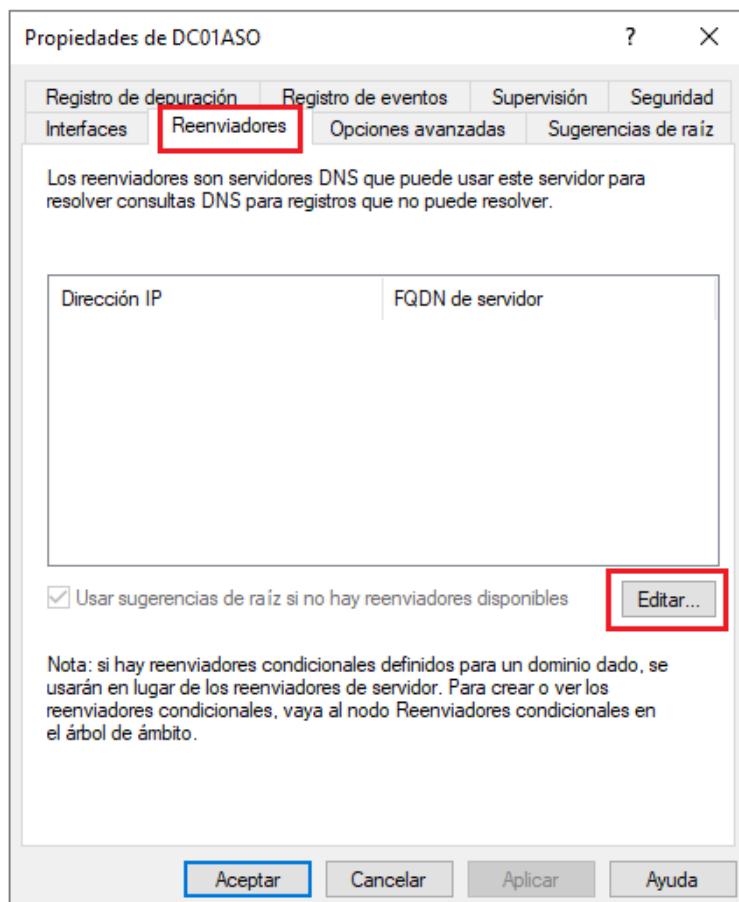 Propiedades de DC01ASO ? ×
Registro de depuración Registro de eventos Supervisión Seguridad
Interfaces Reenviadores Opciones avanzadas Sugerencias de raíz
Los reenviadores son servidores DNS que puede usar este servidor para
resolver consultas DNS para registros que no puede resolver.
Dirección IP FQDN de servidor
Usar sugerencias de raíz si no hay reenviadores disponibles Editar...
Nota: si hay reenviadores condicionales definidos para un dominio dado, se
usarán en lugar de los reenviadores de servidor. Para crear o ver los
reenviadores condicionales, vaya al nodo Reenviadores condicionales en
el árbol de ámbito.
Aceptar Cancelar Aplicar Ayuda